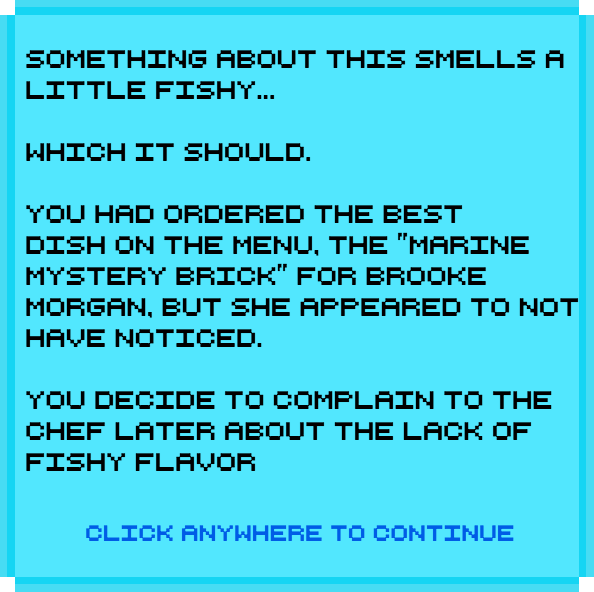 SOMETHING ABOUT THIS SMELLS A
LITTLE FISHY...
WHICH IT SHOULD.
YOU HAD ORDERED THE BEST
DISH ON THE MENU, THE "MARINE
MYSTERY BRICK" FOR BROOKE
MORGAN, BUT SHE APPEARED TO NOT
HAVE NOTICED.
YOU DECIDE TO COMPLAIN TO THE
CHEF LATER ABOUT THE LACK OF
FISHY FLAVOR
CLICK ANYWHERE TO CONTINUE